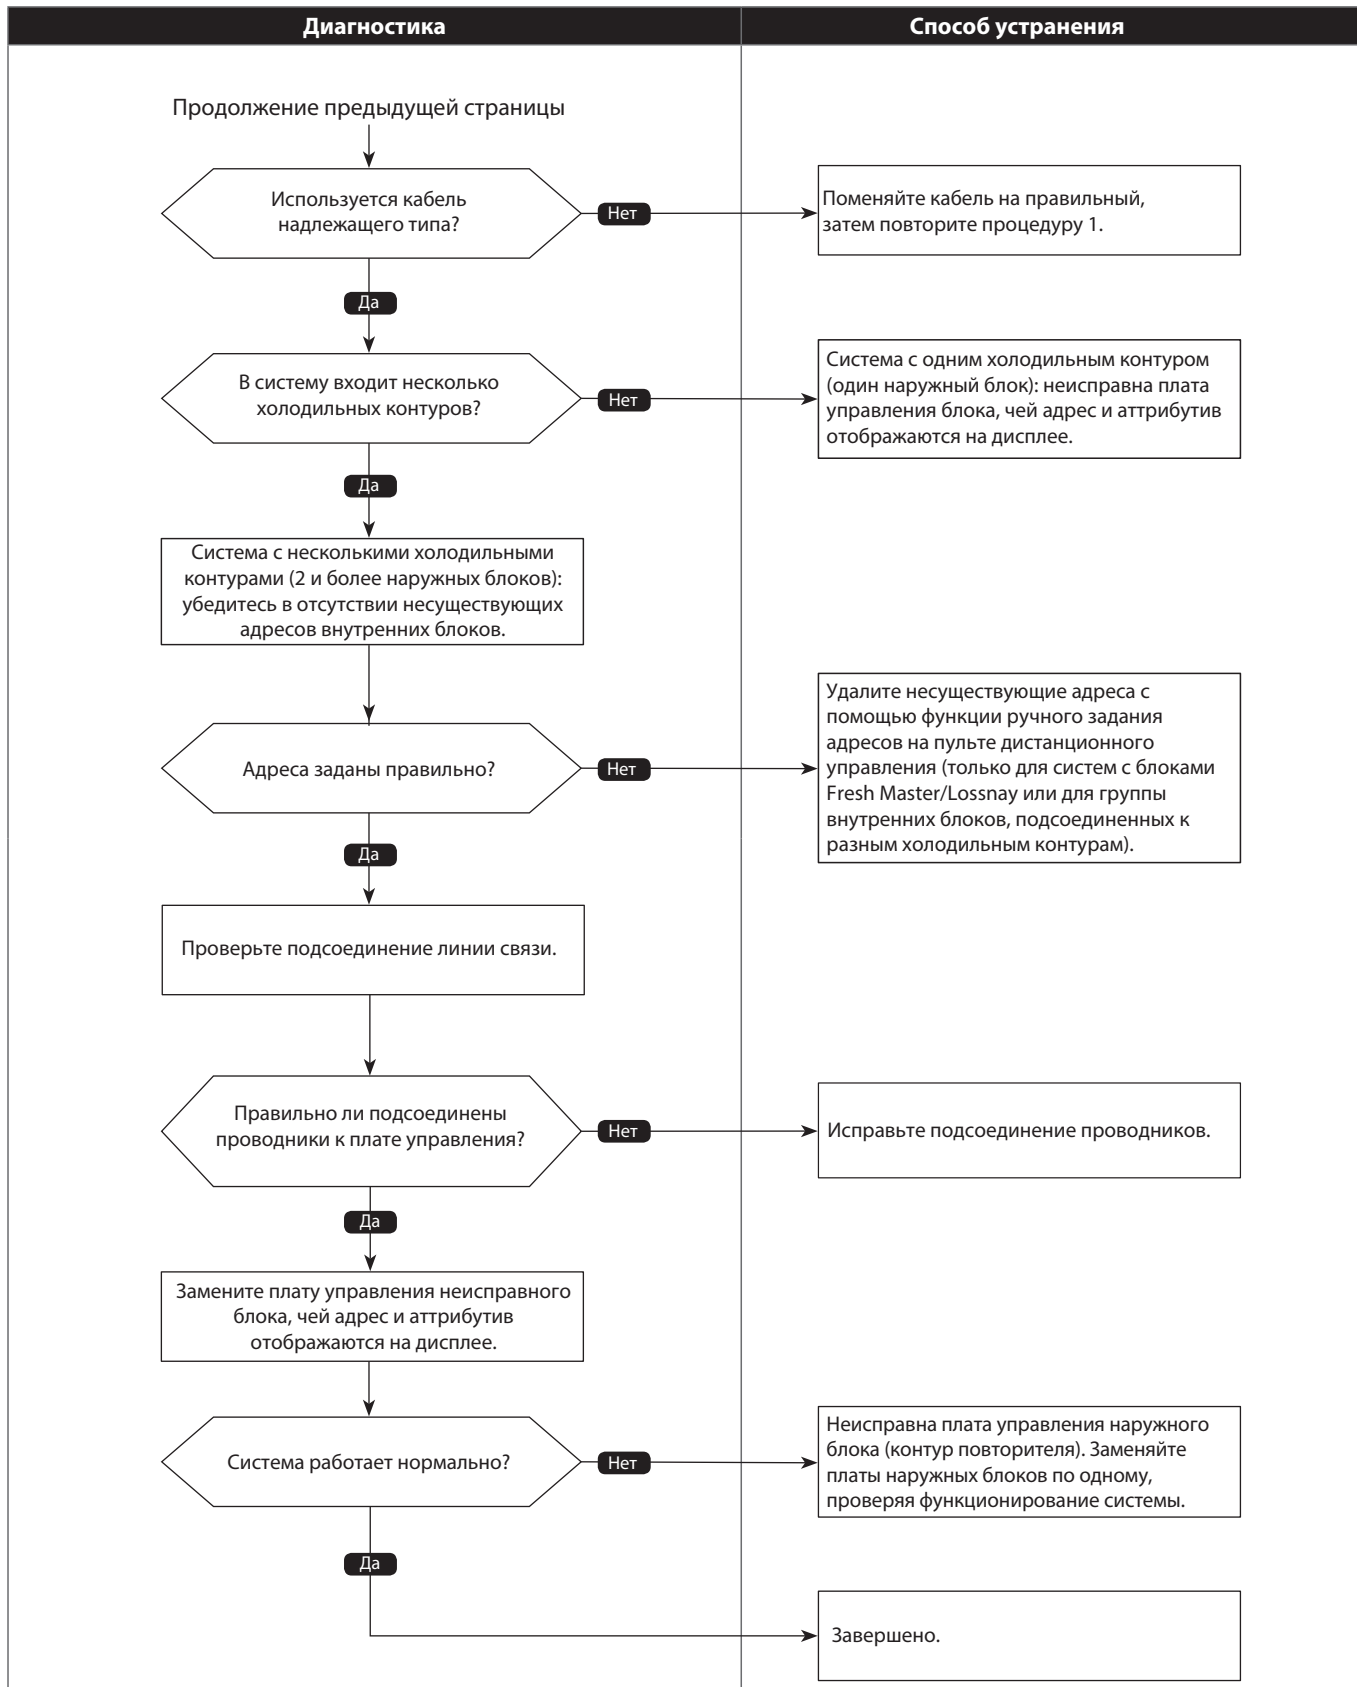 Диагностика
Способ устранения
Продолжение предыдущей страницы
Используется кабель
надлежащего типа?
Нет
Поменяйте кабель на правильный,
затем повторите процедуру 1.
Да
В систему входит несколько
холодильных контуров?
Нет
Система с одним холодильным контуром
(один наружный блок): неисправна плата
управления блока, чей адрес и аттрибутив
отображаются на дисплее.
Да
Система с несколькими холодильными
контурами (2 и более наружных блоков):
убедитесь в отсутствии несуществующих
адресов внутренних блоков.
Адреса заданы правильно?
Нет
Удалите несуществующие адреса с
помощью функции ручного задания
адресов на пульте дистанционного
управления (только для систем с блоками
Fresh Master/Lossnay или для группы
внутренних блоков, подсоединенных к
разным холодильным контурам).
Да
Проверьте подсоединение линии связи.
Правильно ли подсоединены
проводники к плате управления?
Нет
Исправьте подсоединение проводников.
Да
Замените плату управления неисправного
блока, чей адрес и аттрибутив
отображаются на дисплее.
Система работает нормально?
Нет
Неисправна плата управления наружного
блока (контур повторителя). Заменяйте
платы наружных блоков по одному,
проверяя функционирование системы.
Да
Завершено.